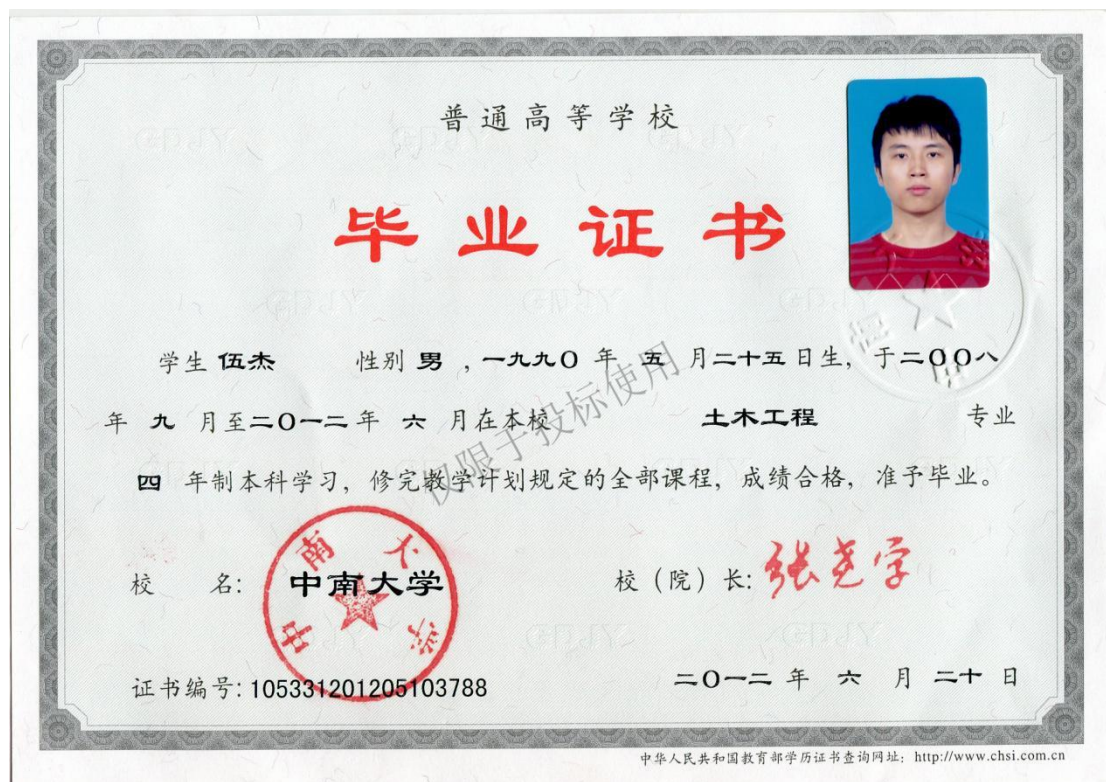 普通高等学校
毕业证书
学生 伍杰 性别 男 ，一九九〇 年 五 月二十五日生，于二〇〇八
年 九 月至二〇一二年 六 月在本校 土木工程 专业
四 年制本科学习，修完教学计划规定的全部课程，成绩合格，准予毕业。
仅限于投标使用
校 名： 中南大学
中南大学
校（院）长：张尧学
证书编号：105331201205103788
二〇一二 年 六 月 二十 日
中华人民共和国教育部学历证书查询网址：http://www.chsi.com.cn